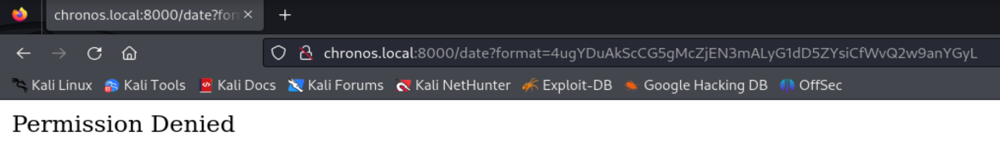 chronos.local:8000/date?for
chronos.local:8000/date?format=4ugYDuAkScCG5gMcZjEN3mALyG1dD5ZYsiCfWvQ2w9anYGyL
Kali Linux Kali Tools Kali Docs Kali Forums Kali NetHunter Exploit-DB Google Hacking DB OffSec
Permission Denied